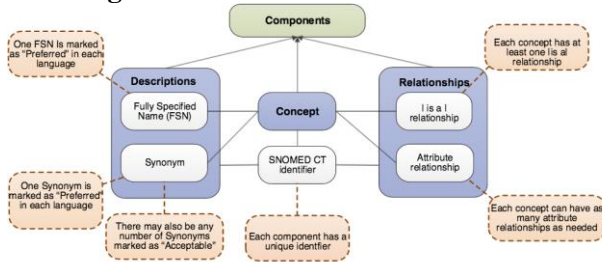 Components
One FSN Is marked
as "Preferred" in each
language
Each concept has at
least one I is a I
relationship
Descriptions
Relationships
Fully Specified
Name (FSN)
Concept
I is a I
relationship
Synonym
SNOMED CT
identifier
Attribute
relationship
One Synonym is
marked as "Preferred"
in each language
There may also be any
number of Synonyms
marked as "Acceptable"
Each component has a
unique identfier
Each concept can have as
many attribute
relationships as needed